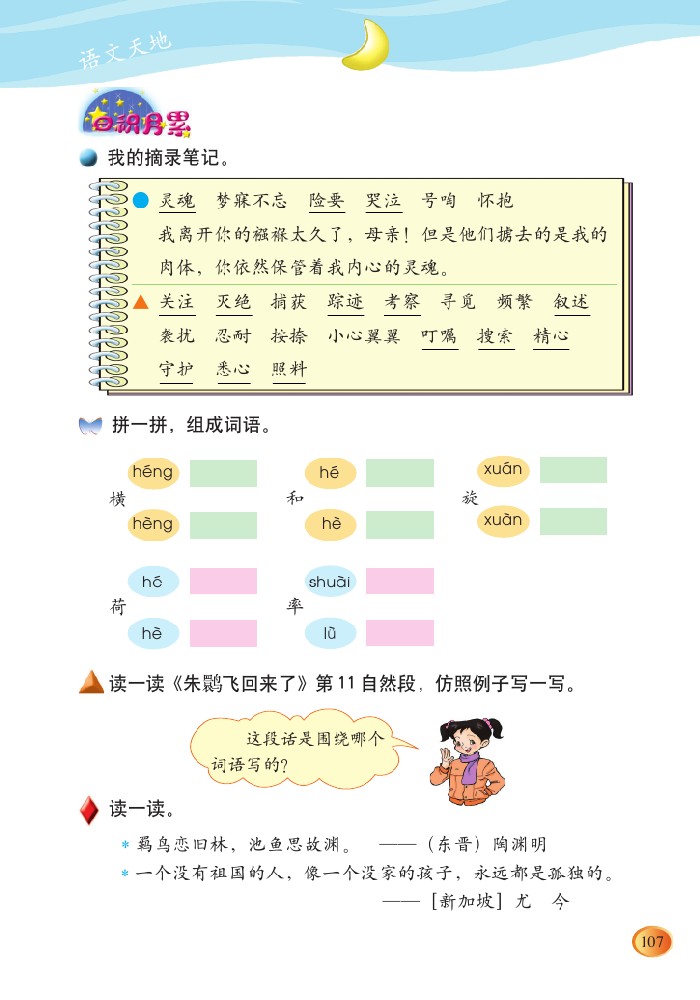 语文天地
日积月累
我的摘录笔记。
灵魂 梦寐不忘 险要 哭泣 号啕 怀抱
我离开你的襁褓太久了，母亲！但是他们掳去的是我的
肉体，你依然保管着我内心的灵魂。
关注 灭绝 捕获 踪迹 考察 寻觅 频繁 叙述
袭扰 忍耐 按捺 小心翼翼 叮嘱 搜索 精心
守护 悉心 照料
拼一拼，组成词语。
héng hé xuán
横 和 旋
hèng hè xuàn
hé shuài
荷 率
hè lǜ
读一读《朱鹮飞回来了》第11自然段，仿照例子写一写。
这段话是围绕哪个
词语写的？
读一读。
* 羁鸟恋旧林，池鱼思故渊。 ——（东晋）陶渊明
* 一个没有祖国的人，像一个没家的孩子，永远都是孤独的。
——［新加坡］尤 今
107